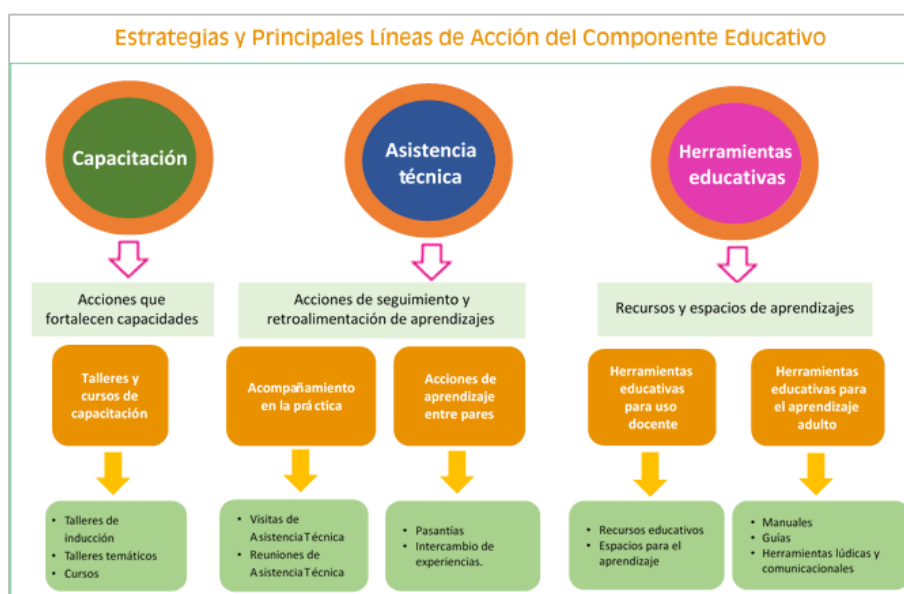 Estrategias y Principales Líneas de Acción del Componente Educativo
Capacitación
Asistencia
técnica
Herramientas
educativas
Acciones que
fortalecen capacidades
Acciones de seguimiento y
retroalimentación de aprendizajes
Recursos y espacios de aprendizajes
Talleres y
cursos de
capacitación
Acompañamiento
en la práctica
Acciones de
aprendizaje
entre pares
Herramientas
educativas
para uso
docente
Herramientas
educativas para
el aprendizaje
adulto
• Talleres de
inducción
• Talleres temáticos
• Cursos
• Visitas de
Asistencia Técnica
• Reuniones de
Asistencia Técnica
• Pasantías
• Intercambio de
experiencias.
• Recursos educativos
• Espacios para el
aprendizaje
• Manuales
• Guías
• Herramientas lúdicas y
comunicacionales